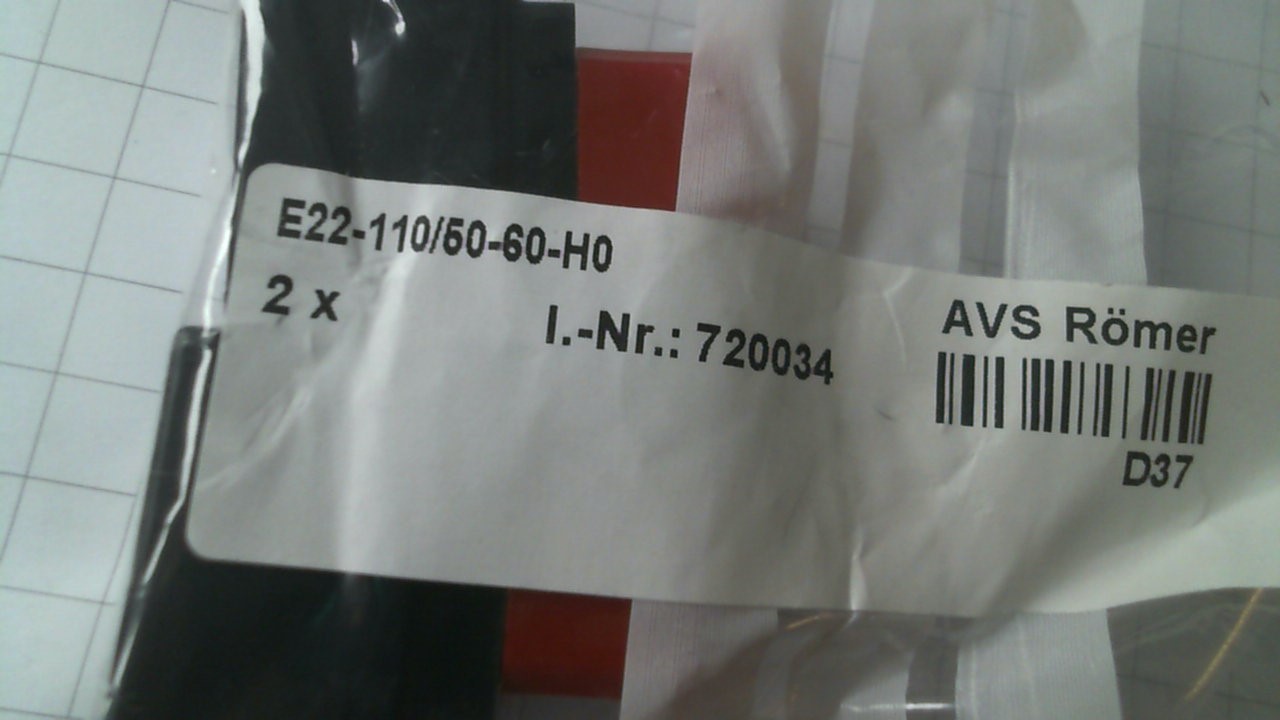 E22-110/50-60-H0
2 x
I.-Nr.: 720034
AVS Römer
D37